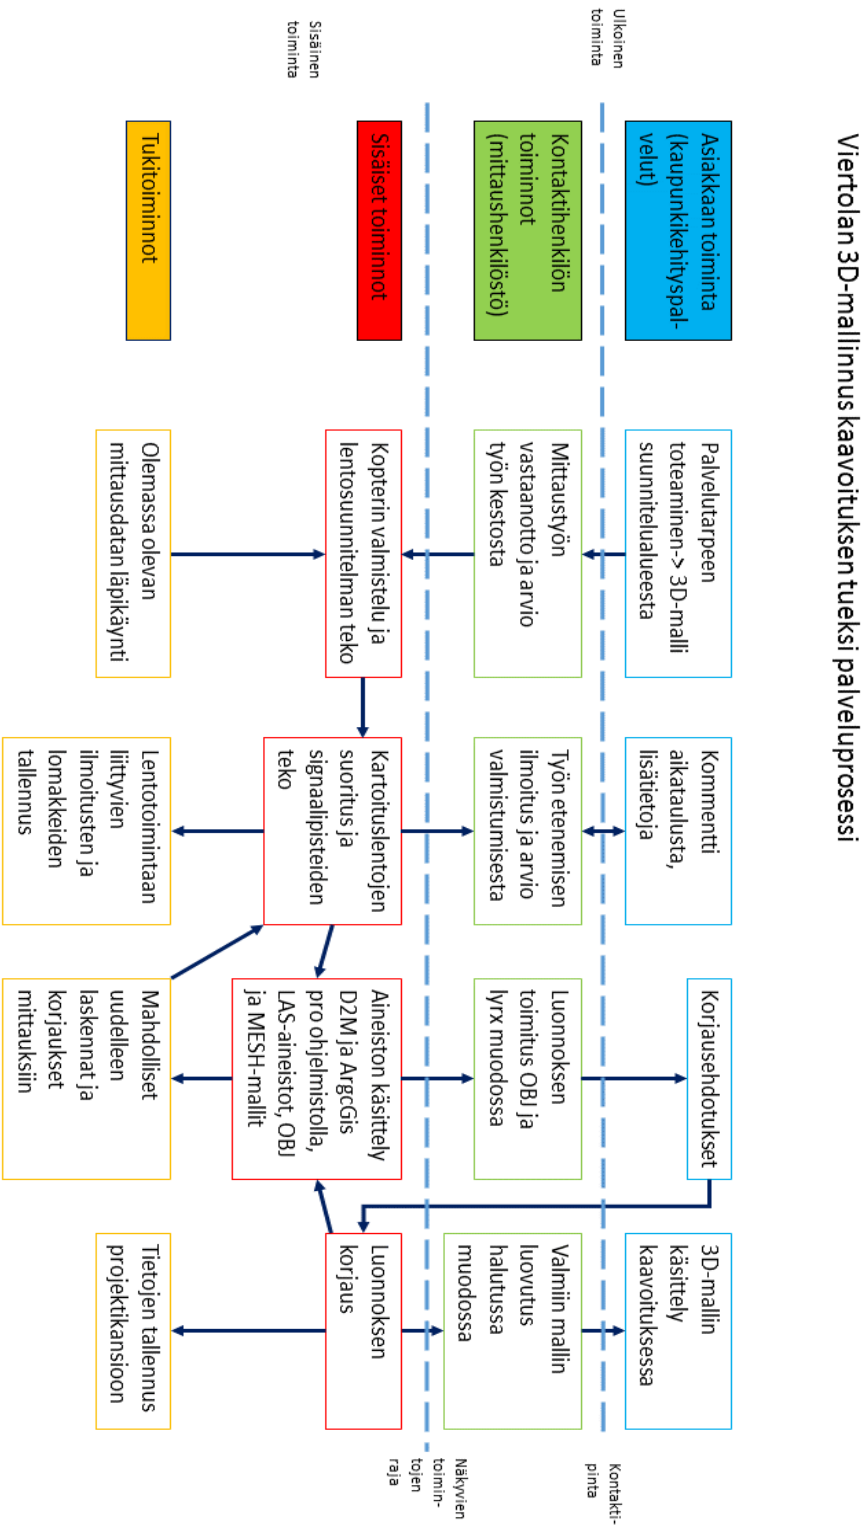 Viertolan 3D-mallinnus kaavoituksen tueksi palveluprosessi
Ulkoinen
toiminta
Asiakkaan toiminta
(kaupunkikehityspal-
velut)
Palvelutarpeen
toteaminen-> 3D-malli
suunnitelualueesta
Kommentti
aikataulusta,
lisätietoja
Korjausehdotukset
3D-mallin
käsittely
kaavoituksessa
Kontakti-
pinta
Kontaktihenkilön
toiminnot
(mittaushenkilöstö)
Mittaustyön
vastaanotto ja arvio
työn kestosta
Työn etenemisen
ilmoitus ja arvio
valmistumisesta
Luonnoksen
toimitus OBJ ja
lyrx muodossa
Valmiin mallin
luovutus
halutussa
muodossa
Näkyvien
toimin-
tojen
raja
Sisäinen
toiminta
Sisäiset toiminnot
Kopterin valmistelu ja
lentosuunnitelman teko
Kartoituslentojen
suoritus ja
signaalipisteiden
teko
Aineiston käsittely
D2M ja ArgcGis
pro ohjelmistolla,
LAS-aineistot, OBJ
ja MESH-mallit
Luonnoksen
korjaus
Tukitoiminnot
Olemassa olevan
mittausdatan läpikäynti
Lentotoimintaan
liittyvien
ilmoitusten ja
lomakkeiden
tallennus
Mahdolliset
uudelleen
laskennat ja
korjaukset
mittauksiin
Tietojen tallennus
projektikansioon